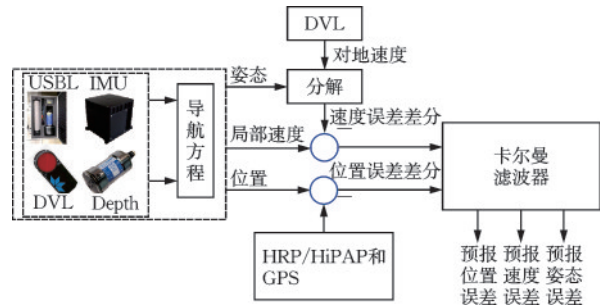 DVL
对地速度
USBL IMU
DVL Depth
导航方程
姿态
分解
速度误差差分
局部速度
位置误差差分
位置
卡尔曼
滤波器
HRP/HiPAP和
GPS
预报 预报 预报
位置 速度 姿态
误差 误差 误差